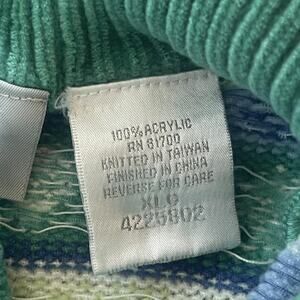 100% ACRYLIC
RN 61700
KNITTED IN TAIWAN
FINISHED IN CHINA
REVERSE FOR CARE
XLG
4225802